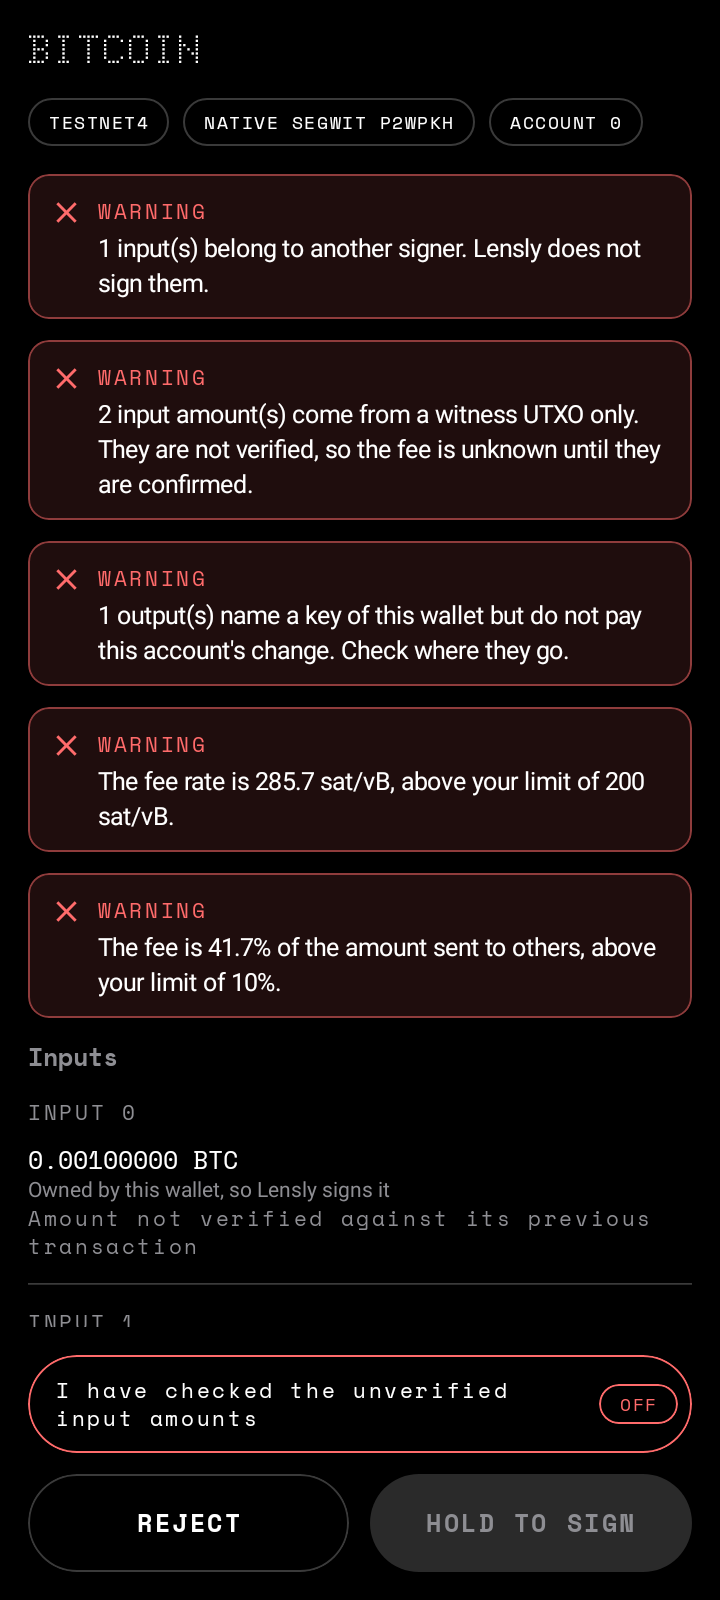 BITCOIN
TESTNET4
NATIVE SEGWIT P2WPKH
ACCOUNT 0
WARNING
1 input(s) belong to another signer. Lensly does not
sign them.
WARNING
2 input amount(s) come from a witness UTXO only.
They are not verified, so the fee is unknown until they
are confirmed.
WARNING
1 output(s) name a key of this wallet but do not pay
this account's change. Check where they go.
WARNING
The fee rate is 285.7 sat/vB, above your limit of 200
sat/vB.
WARNING
The fee is 41.7% of the amount sent to others, above
your limit of 10%.
Inputs
INPUT 0
0.00100000 BTC
Owned by this wallet, so Lensly signs it
Amount not verified against its previous
transaction
INPUT 1
I have checked the unverified
input amounts
OFF
REJECT
HOLD TO SIGN